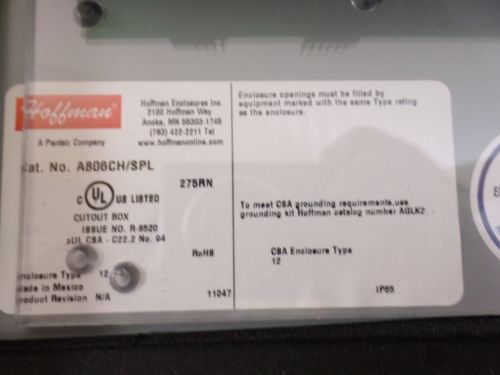 Hoffman
A Pentair Company
Hoffman Enclosures Inc.
2100 Hoffman Way
Anoka, MN 55303-1745
(763) 422-2211 Tel
www.hoffmanonline.com
Cat. No. A806CH/SPL
275RN
C UL US LISTED
CUTOUT BOX
ISSUE NO. R-8520
cUL CSA - C22.2 No. 94
RoHS
Enclosure Type 12
Made in Mexico
Product Revision N/A
11047
Enclosure openings must be filled by
equipment marked with the same Type rating
as the enclosure.
To meet CSA grounding requirements,use
grounding kit Hoffman catalog number AGLK2.
CSA Enclosure Type
12
IP65